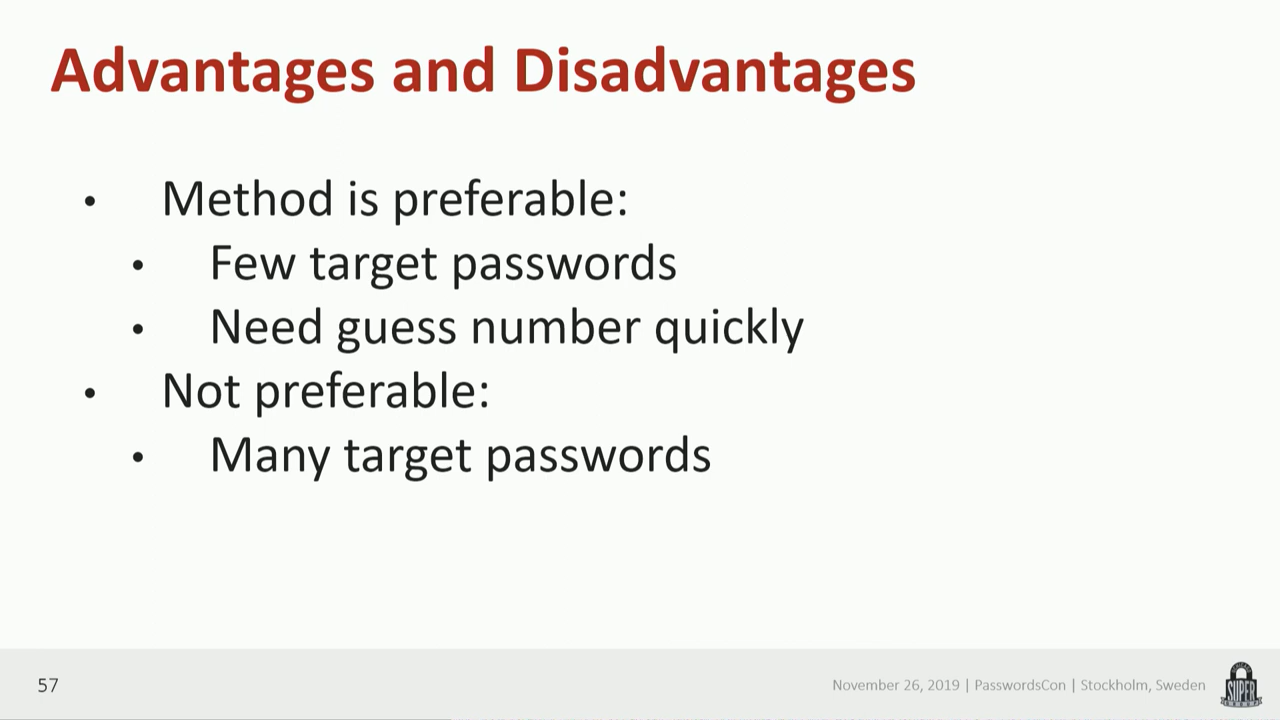 Advantages and Disadvantages
• Method is preferable:
• Few target passwords
• Need guess number quickly
• Not preferable:
• Many target passwords
57
November 26, 2019 | PasswordsCon | Stockholm, Sweden
SUPER